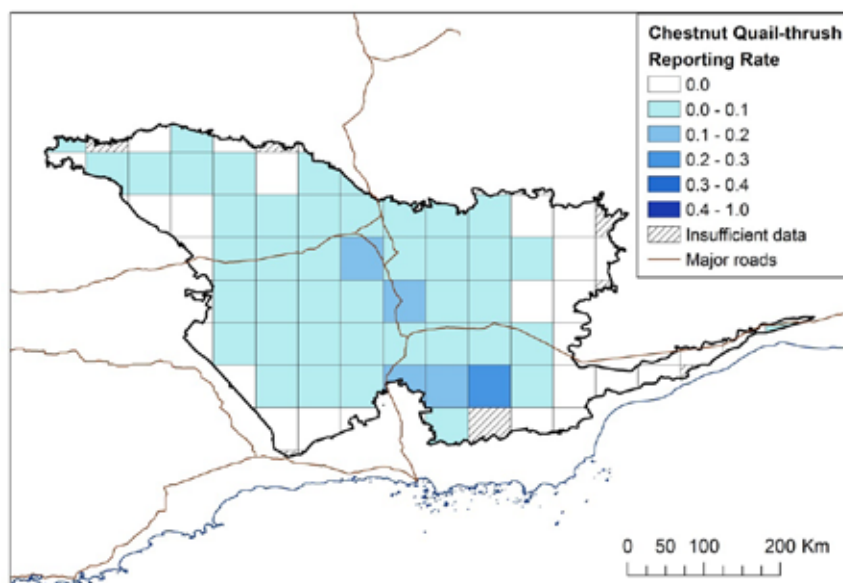 Chestnut Quail-thrush
Reporting Rate
0.0
0.0 - 0.1
0.1 - 0.2
0.2 - 0.3
0.3 - 0.4
0.4 - 1.0
Insufficient data
Major roads
0 50 100 200 Km